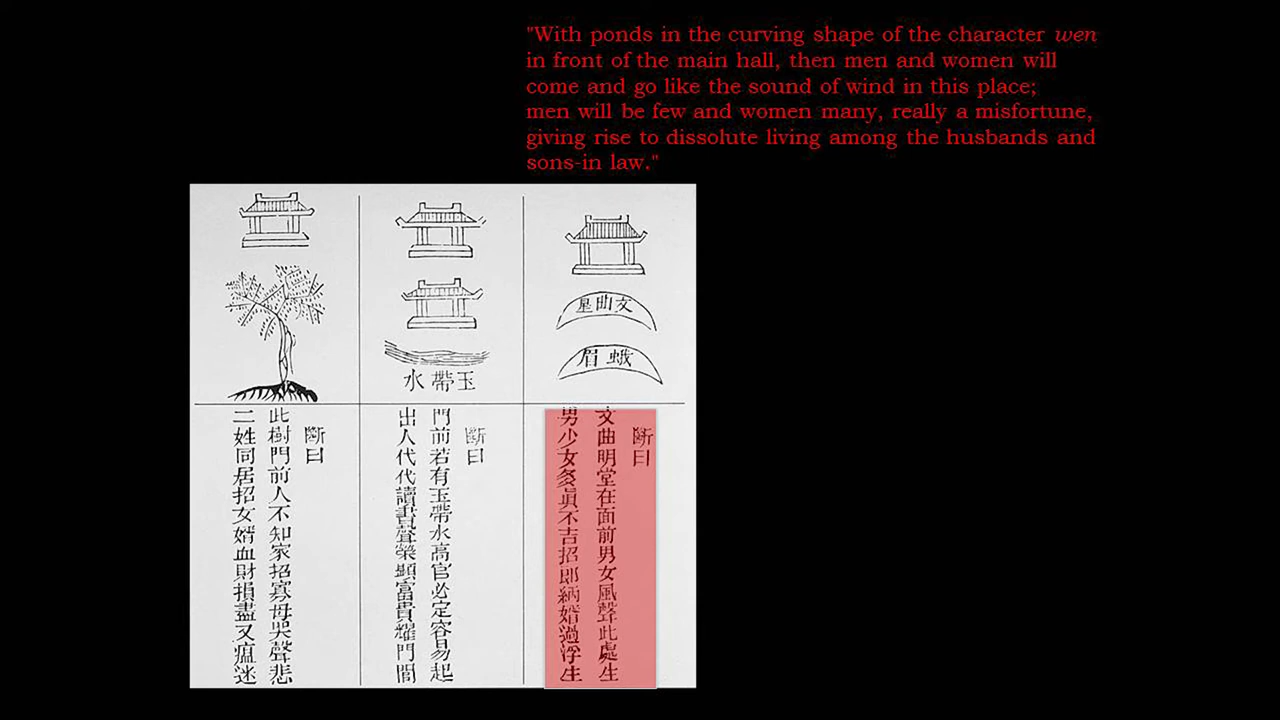 "With ponds in the curving shape of the character wen
in front of the main hall, then men and women will
come and go like the sound of wind in this place;
men will be few and women many, really a misfortune,
giving rise to dissolute living among the husbands and
sons-in law."
文曲星
蛾眉
斷曰
文曲明堂在面前男女風聲此處生
男少女多眞不吉招郎納婿過浮生
玉帶水
斷曰
門前若有玉帶水高官必定容易起
出人代代讀書聲榮顯富貴耀門閭
斷曰
此樹門前人不知家招寡母哭聲悲
二姓同居招女婿血財損盡又瘟迷